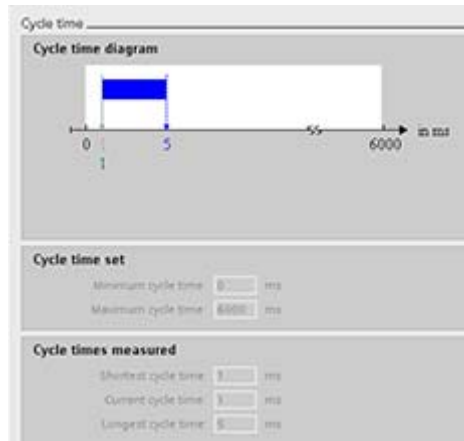 Cycle time
Cycle time diagram
0 1 5 6000 in ms
1
Cycle time set
Minimum cycle time: 0 ms
Maximum cycle time: 6000 ms
Cycle times measured
Shortest cycle time: 1 ms
Current cycle time: 1 ms
Longest cycle time: 5 ms